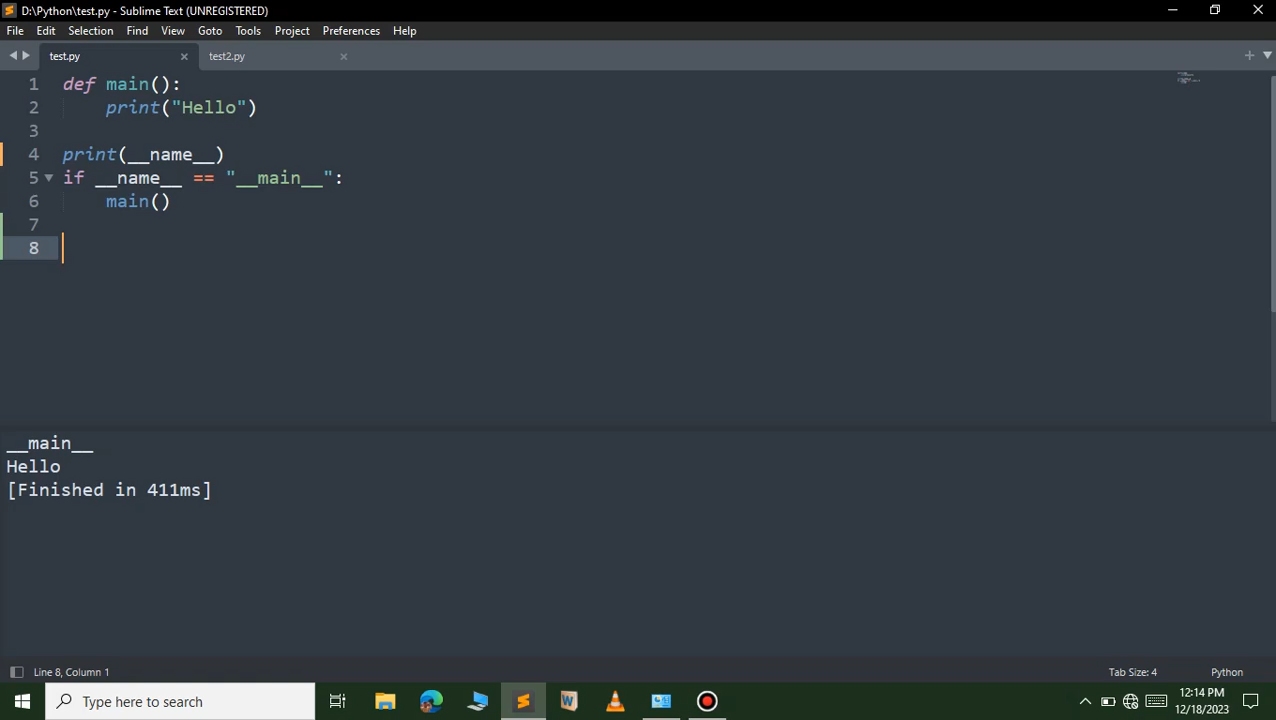 D:\Python\test.py - Sublime Text (UNREGISTERED)
File Edit Selection Find View Goto Tools Project Preferences Help
test.py test2.py
1 def main():
2     print("Hello")
3
4 print(__name__)
5 if __name__ == "__main__":
6     main()
7
8
__main__
Hello
[Finished in 411ms]
Line 8, Column 1 Tab Size: 4 Python
Type here to search
12:14 PM
12/18/2023